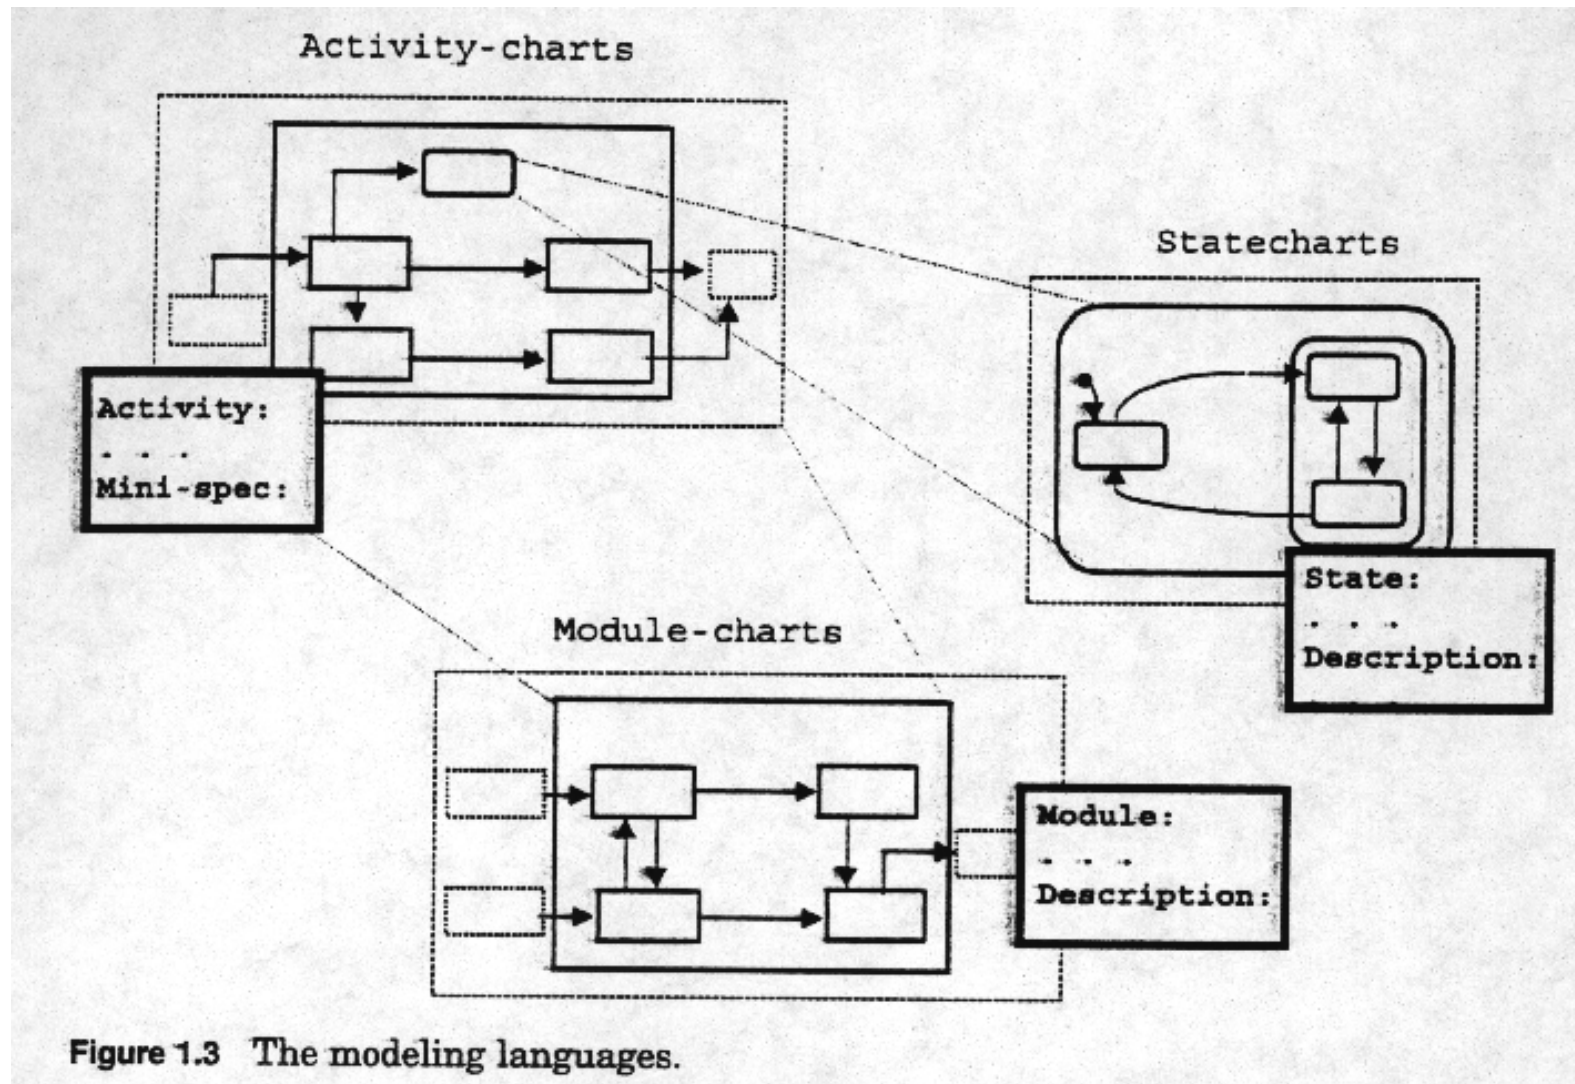 Activity-charts
Statecharts
Activity:
. . .
Mini-spec:
State:
. . .
Description:
Module-charts
Module:
. . .
Description:
Figure 1.3 The modeling languages.